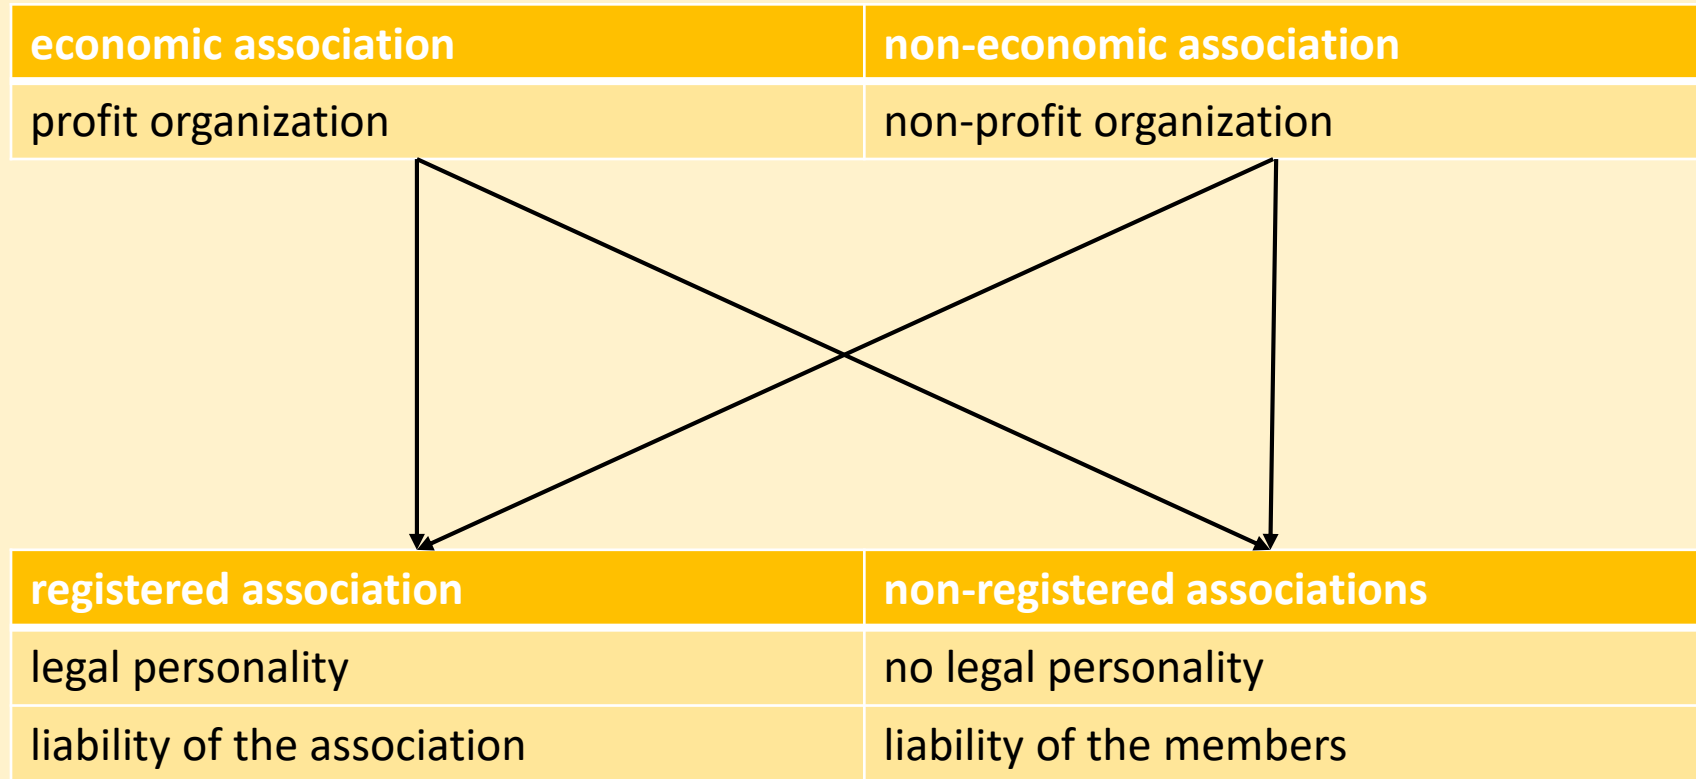 economic association
non-economic association
profit organization
non-profit organization
registered association
non-registered associations
legal personality
no legal personality
liability of the association
liability of the members